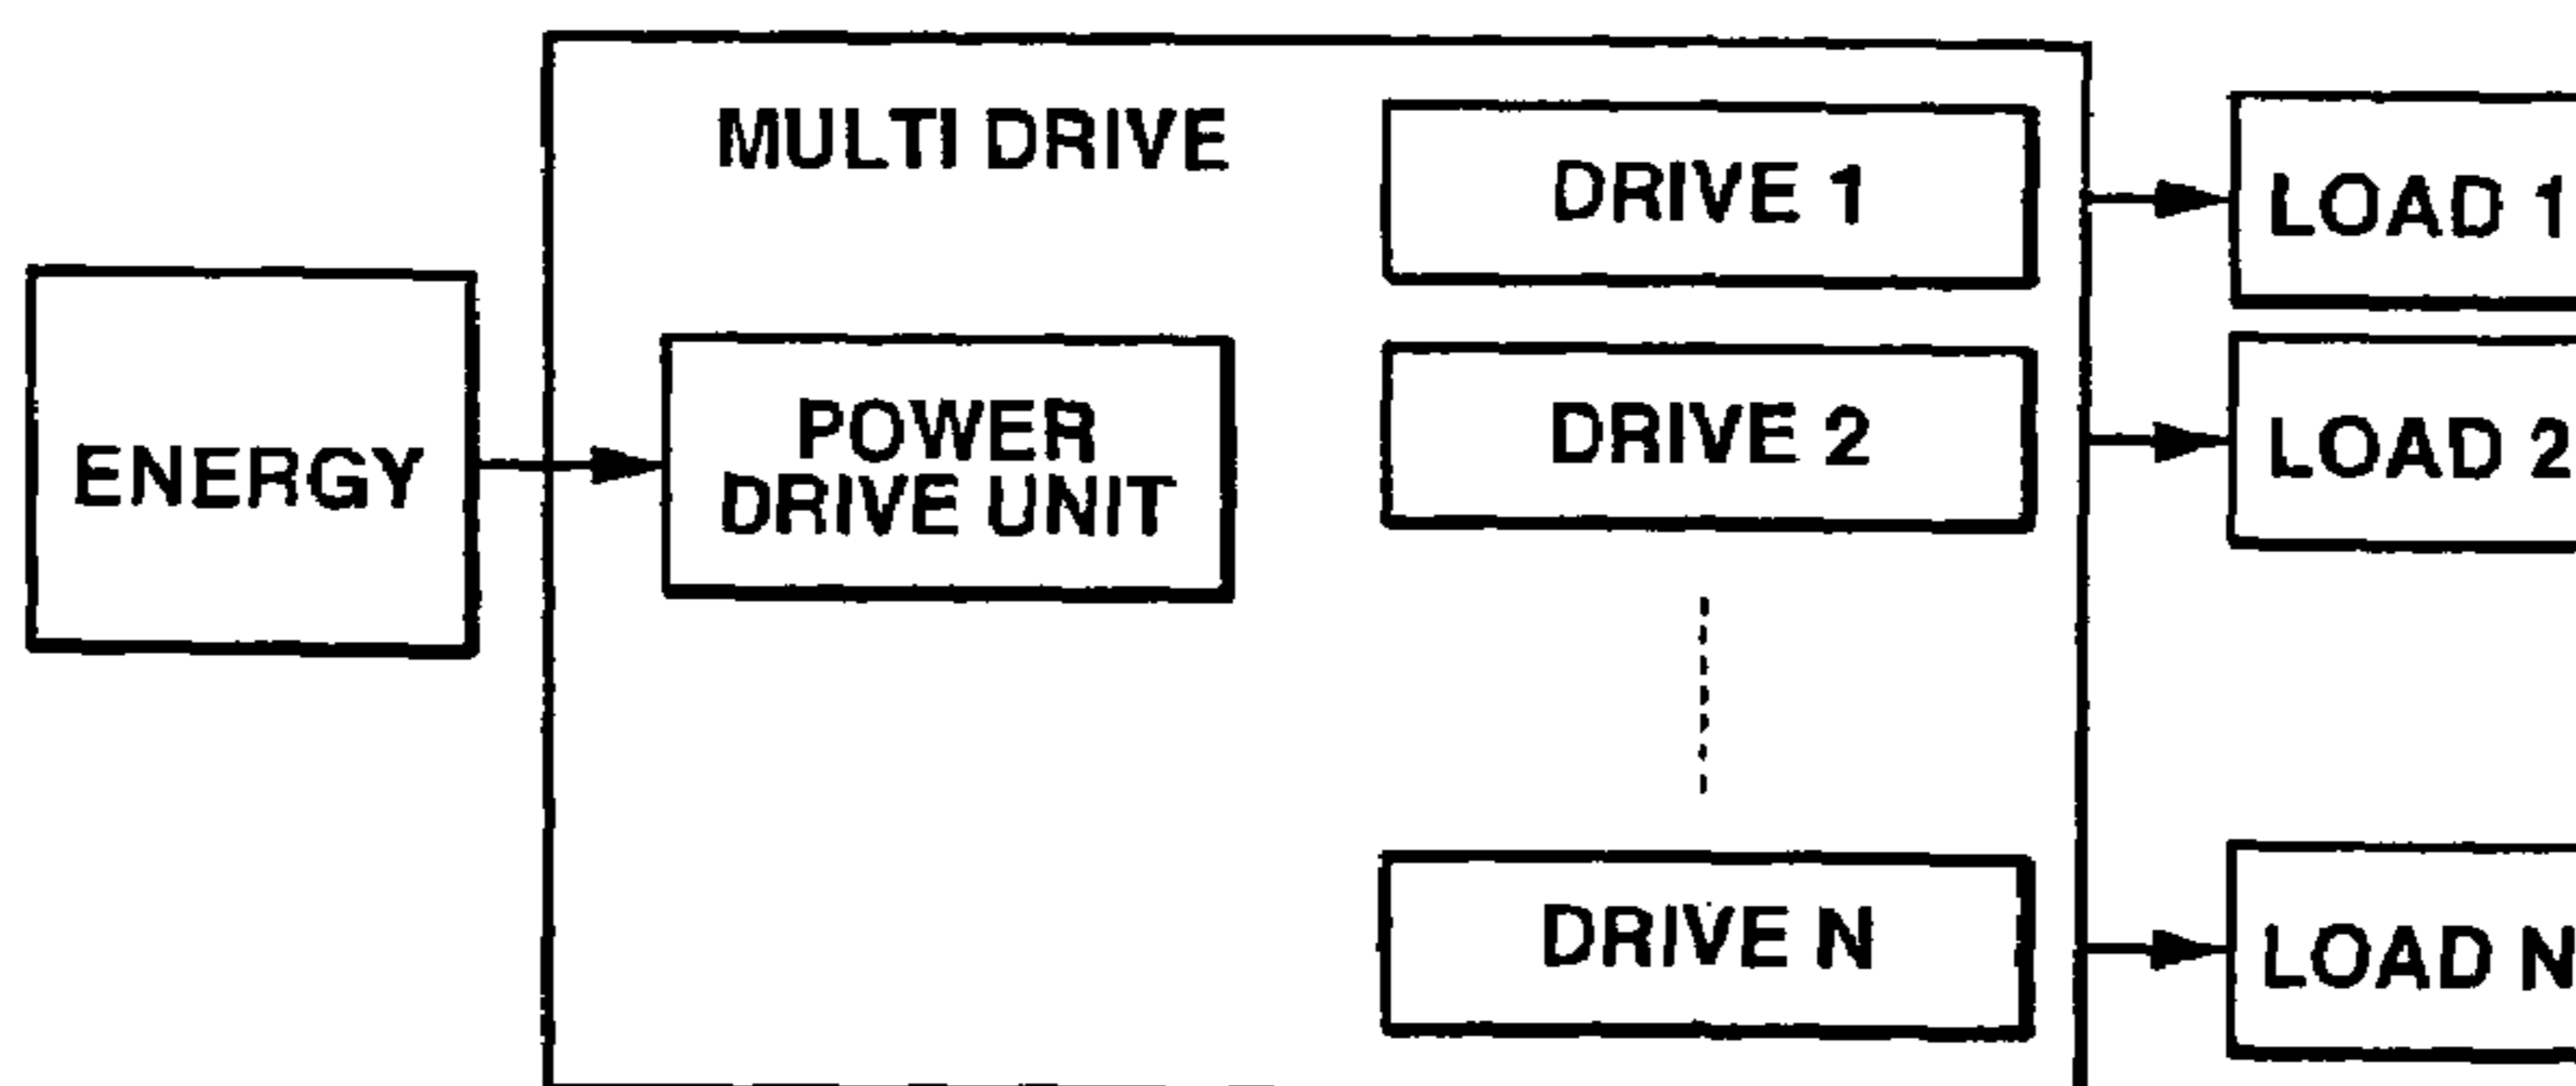 MULTI DRIVE
DRIVE 1
LOAD 1
ENERGY
POWER
DRIVE UNIT
DRIVE 2
LOAD 2
DRIVE N
LOAD N